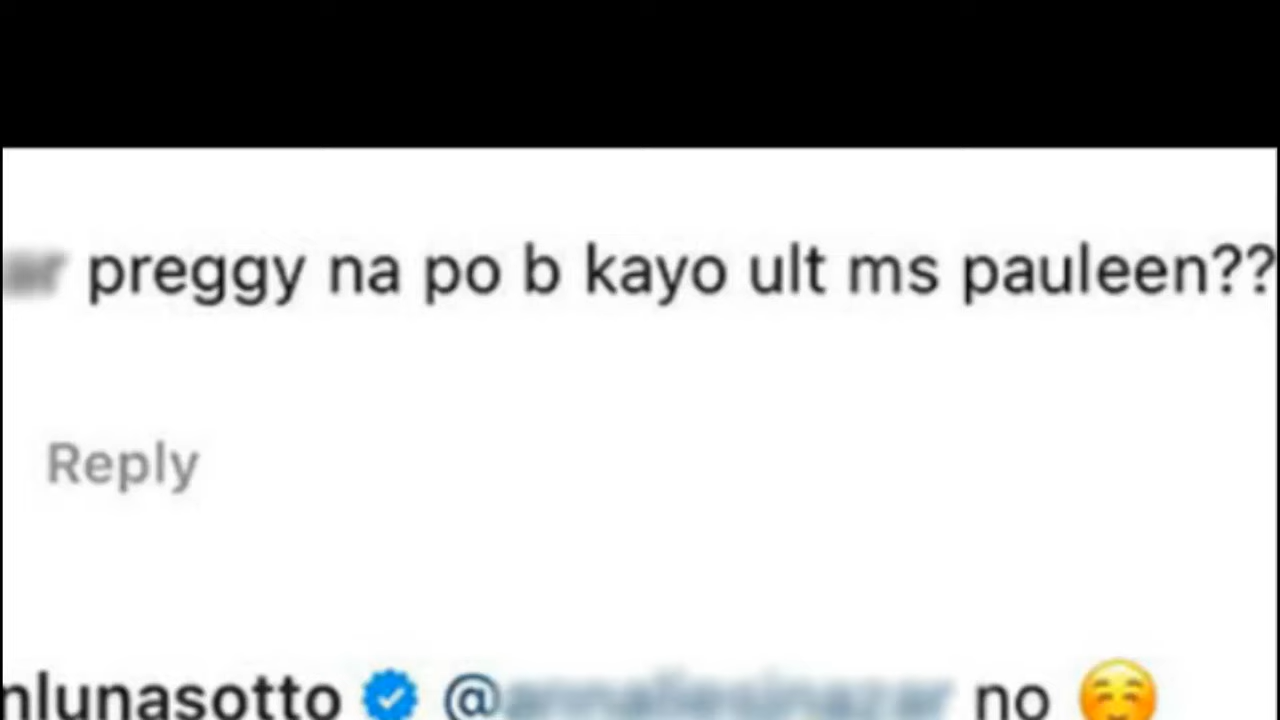 preggy na po b kayo ult ms pauleen??
Reply
nlunasotto @ no ☺️